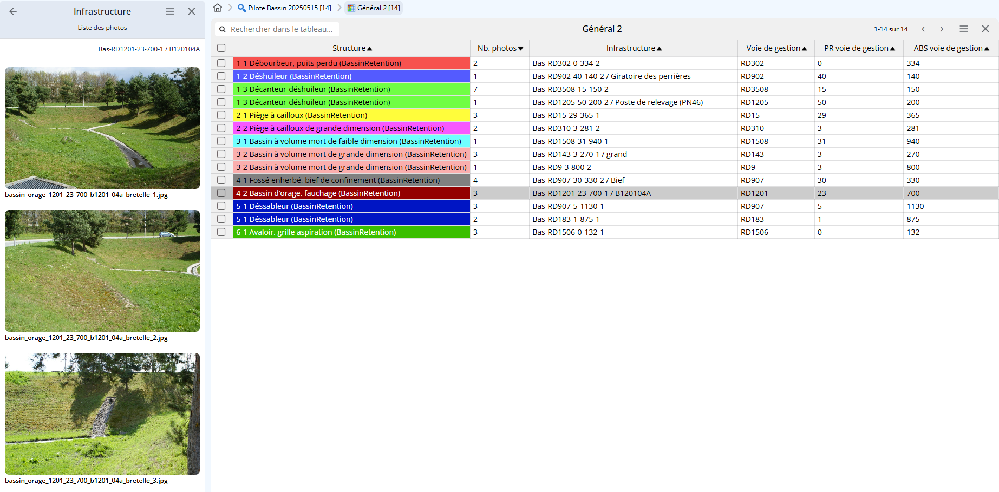 Infrastructure
Liste des photos
Bas-RD1201-23-700-1 / B120104A
bassin_orage_1201_23_700_b1201_04a_bretelle_1.jpg
bassin_orage_1201_23_700_b1201_04a_bretelle_2.jpg
bassin_orage_1201_23_700_b1201_04a_bretelle_3.jpg
Pilote Bassin 20250515 [14] Général 2 [14]
Rechercher dans le tableau... Général 2 1-14 sur 14
Structure Nb. photos Infrastructure Voie de gestion PR voie de gestion ABS voie de gestion
1-1 Débourbeur, puits perdu (BassinRetention) 2 Bas-RD302-0-334-2 RD302 0 334
1-2 Déshuileur (BassinRetention) 1 Bas-RD902-40-140-2 / Giratoire des perrières RD902 40 140
1-3 Décanteur-déshuileur (BassinRetention) 7 Bas-RD3508-15-150-2 RD3508 15 150
1-3 Décanteur-déshuileur (BassinRetention) 1 Bas-RD1205-50-200-2 / Poste de relevage (PN46) RD1205 50 200
2-1 Piège à cailloux (BassinRetention) 3 Bas-RD15-29-365-1 RD15 29 365
2-2 Piège à cailloux de grande dimension (BassinRetention) 2 Bas-RD310-3-281-2 RD310 3 281
3-1 Bassin à volume mort de faible dimension (BassinRetention) 1 Bas-RD1508-31-940-1 RD1508 31 940
3-2 Bassin à volume mort de grande dimension (BassinRetention) 3 Bas-RD143-3-270-1 / grand RD143 3 270
3-2 Bassin à volume mort de grande dimension (BassinRetention) 1 Bas-RD9-3-800-2 RD9 3 800
4-1 Fossé enherbé, bief de confinement (BassinRetention) 4 Bas-RD907-30-330-2 / Bief RD907 30 330
4-2 Bassin d'orage, fauchage (BassinRetention) 3 Bas-RD1201-23-700-1 / B120104A RD1201 23 700
5-1 Déssableur (BassinRetention) 3 Bas-RD907-5-1130-1 RD907 5 1130
5-1 Déssableur (BassinRetention) 2 Bas-RD183-1-875-1 RD183 1 875
6-1 Avaloir, grille aspiration (BassinRetention) 3 Bas-RD1506-0-132-1 RD1506 0 132